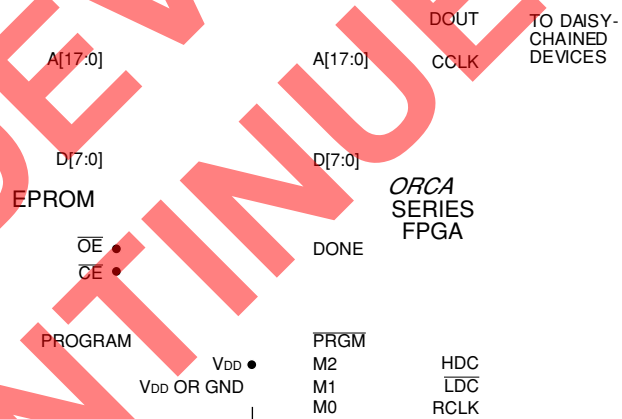 DOUT
TO DAISY-
CHAINED
DEVICES
A[17:0]
A[17:0]
CCLK
D[7:0]
D[7:0]
EPROM
ORCA
SERIES
FPGA
OE
DONE
CE
PROGRAM
PRGM
VDD
M2
HDC
VDD OR GND
M1
LDC
M0
RCLK